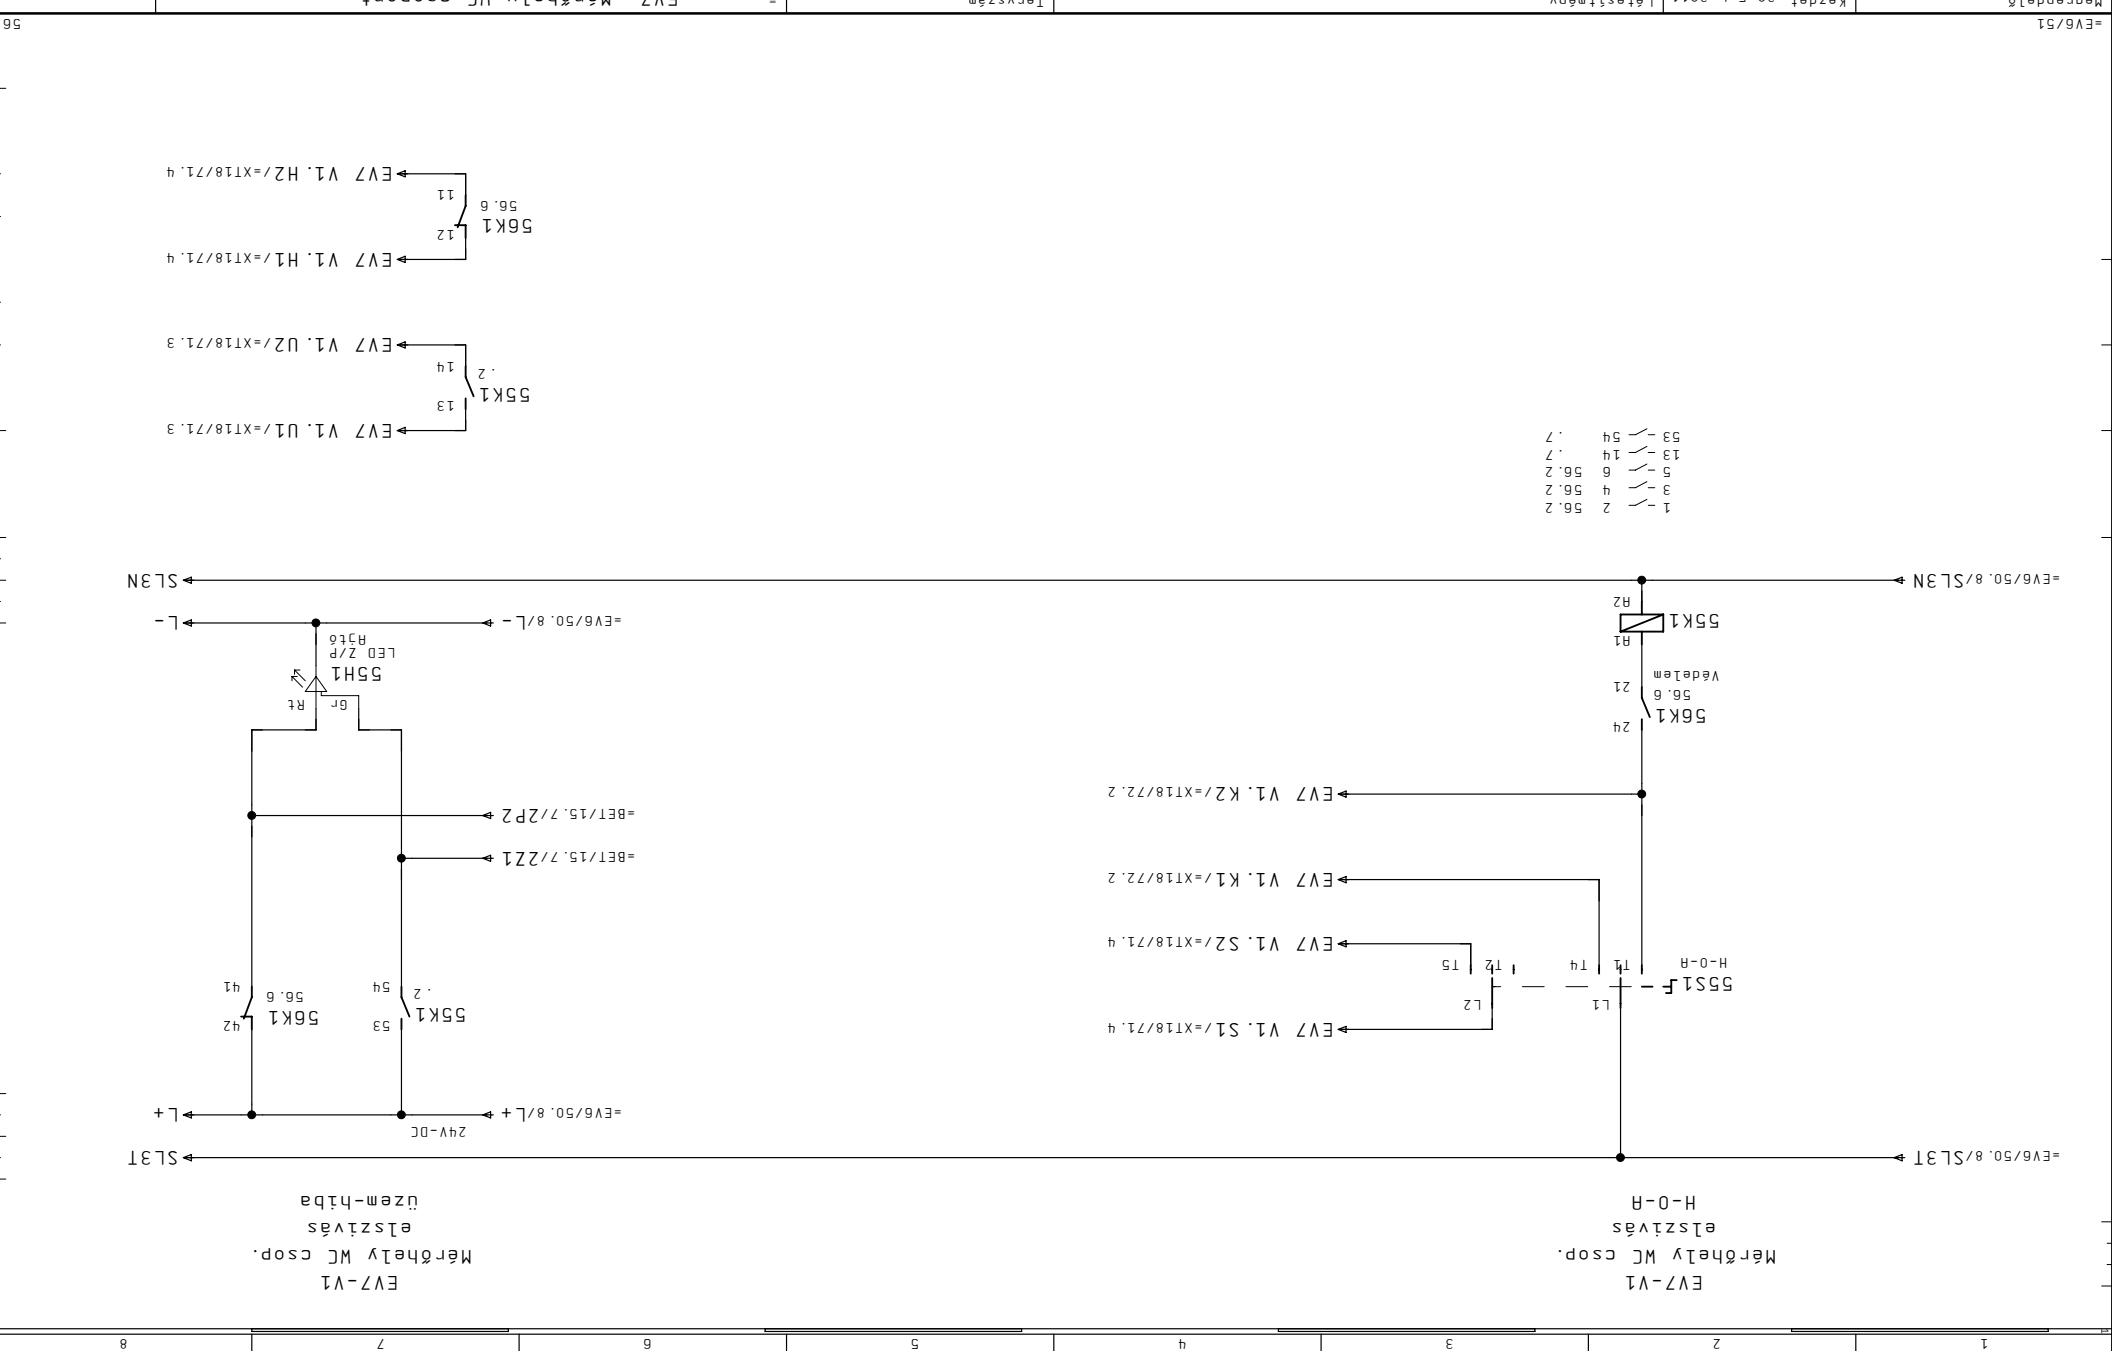 1 2 3 4 5 6 7 8
EV7-V1
Mérőhely WC csop.
elszívás
H-O-A
EV7-V1
Mérőhely WC csop.
elszívás
üzem-hiba
=EV6/50.8/SL3T
SL3T
24V-DC
=EV6/50.8/L+
L+
EV7 V1.S1/=XT18/71.4
55S1
H-O-A
L1
L2
T1
T4
T2
T5
EV7 V1.S2/=XT18/71.4
EV7 V1.K1/=XT18/72.2
EV7 V1.K2/=XT18/72.2
55K1
.2
53
54
56K1
56.6
42
41
=BET/15.7/2Z1
=BET/15.7/2P2
24
56K1
56.6
Védelem
21
Gr
Rt
55H1
LED Z/P
Ajtó
A1
55K1
A2
=EV6/50.8/L-
L-
=EV6/50.8/SL3N
SL3N
1 2 56.2
3 4 56.2
5 6 56.2
13 14 .7
53 54 .7
EV7 V1.U1/=XT18/71.3
13
55K1
.2
14
EV7 V1.U2/=XT18/71.3
EV7 V1.H1/=XT18/71.4
12
56K1
56.6
11
EV7 V1.H2/=XT18/71.4
=EV6/51
56
Megrendelő
Kezdet
Létesítmény
Tervszám
=
EV7